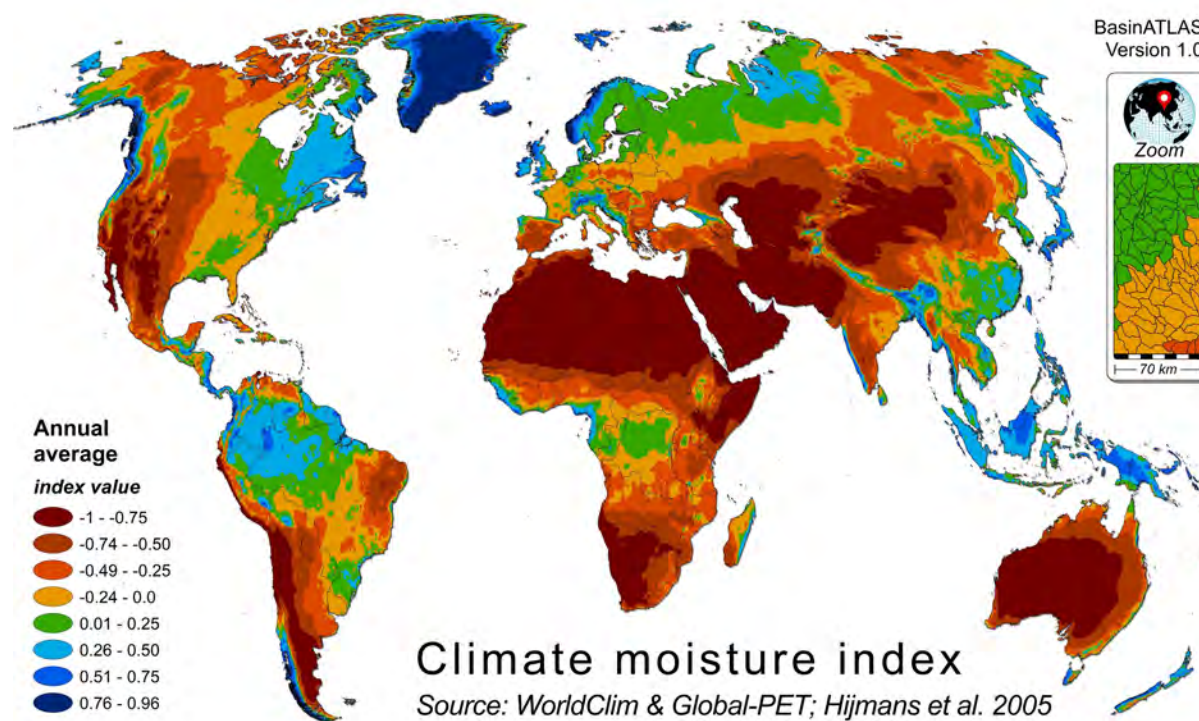 BasinATLAS
Version 1.0
Zoom
70 km
Annual
average
index value
-1 - -0.75
-0.74 - -0.50
-0.49 - -0.25
-0.24 - 0.0
0.01 - 0.25
0.26 - 0.50
0.51 - 0.75
0.76 - 0.96
Climate moisture index
Source: WorldClim & Global-PET; Hijmans et al. 2005